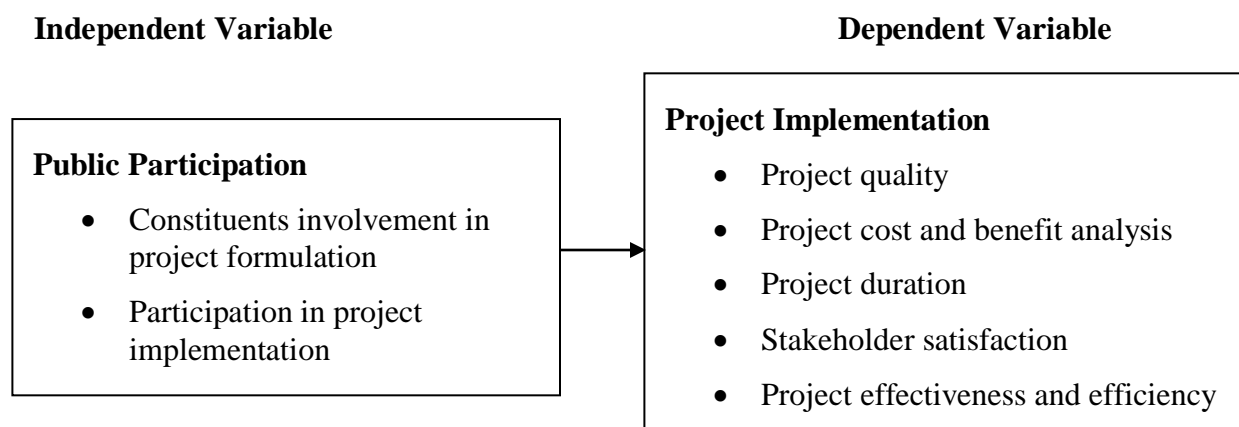 Independent Variable
Dependent Variable
Public Participation
• Constituents involvement in
project formulation
• Participation in project
implementation
Project Implementation
• Project quality
• Project cost and benefit analysis
• Project duration
• Stakeholder satisfaction
• Project effectiveness and efficiency